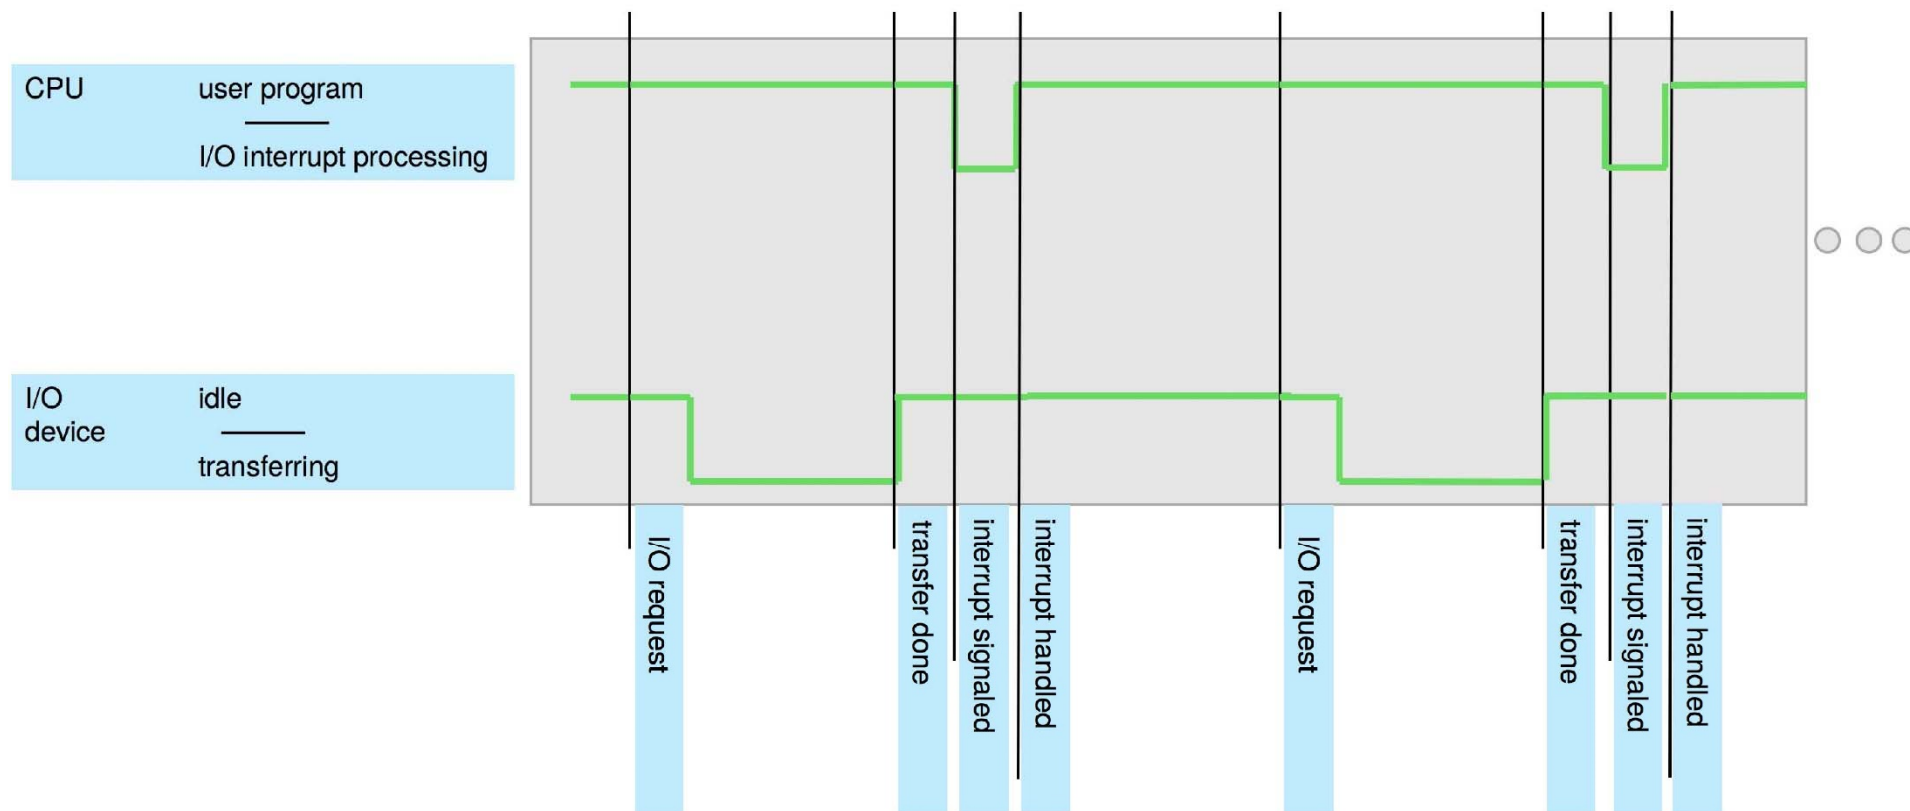 CPU
user program
I/O interrupt processing
I/O
device
idle
transferring
I/O request
transfer done
interrupt signaled
interrupt handled
I/O request
transfer done
interrupt signaled
interrupt handled